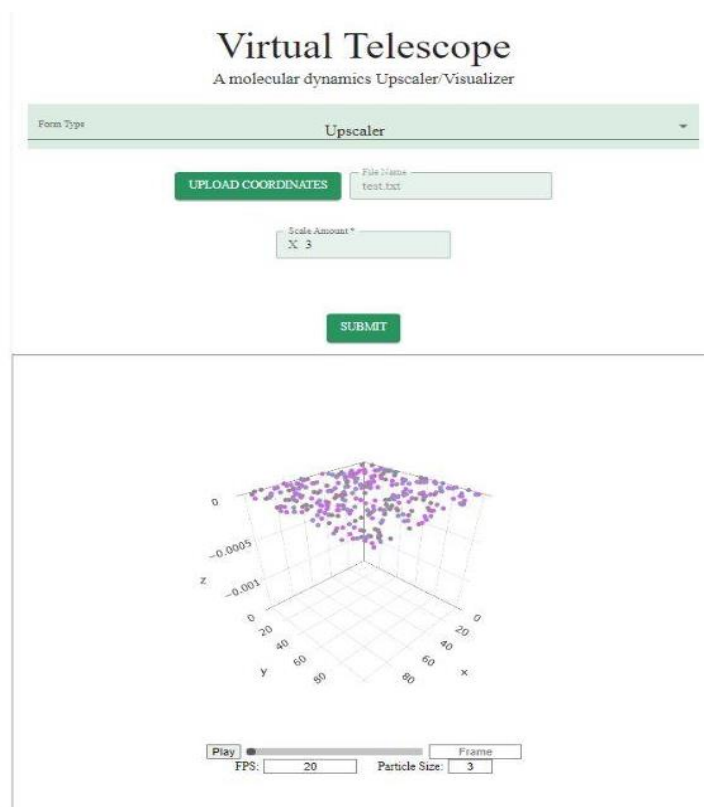 Virtual Telescope
A molecular dynamics Upscaler/Visualizer
Form Type
Upscaler
UPLOAD COORDINATES
File Name
test.txt
Scale Amount *
X 3
SUBMIT
0
−0.0005
−0.001
z
0
20
40
60
80
y
0
20
40
60
80
x
Play
Frame
FPS: 20 Particle Size: 3